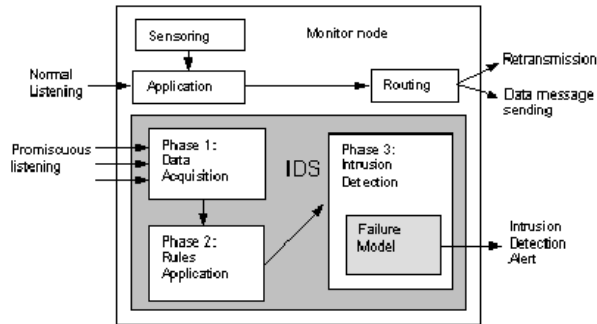 Sensoring
Monitor node
Normal
Listening
Application
Routing
Retransmission
Data message
sending
Promiscuous
listening
Phase 1:
Data
Acquisition
IDS
Phase 2:
Rules
Application
Phase 3:
Intrusion
Detection
Failure
Model
Intrusion
Detection
Alert